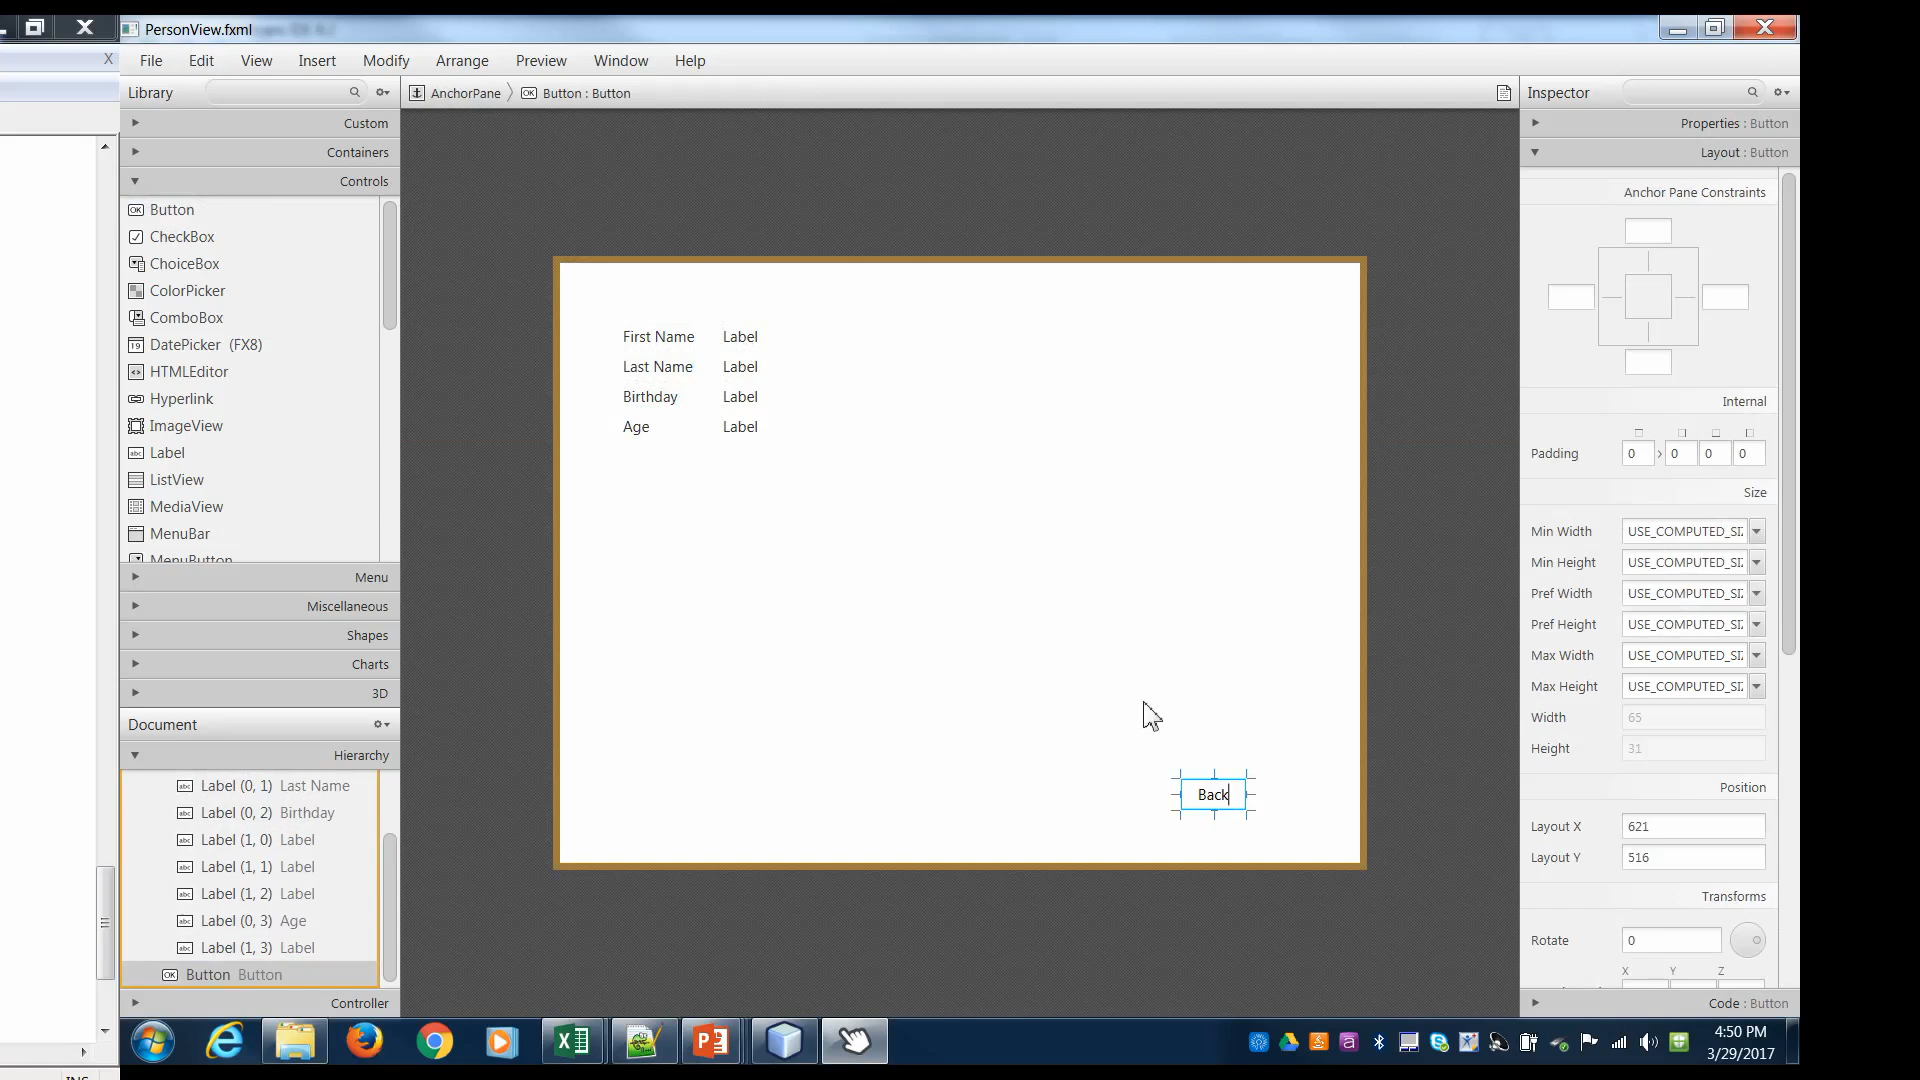 PersonView.fxml
File Edit View Insert Modify Arrange Preview Window Help
Library
AnchorPane Button : Button
Inspector
Custom
Containers
Controls
Button
CheckBox
ChoiceBox
ColorPicker
ComboBox
DatePicker (FX8)
HTMLEditor
Hyperlink
ImageView
Label
ListView
MediaView
MenuBar
MenuButton
Menu
Miscellaneous
Shapes
Charts
3D
Document
Hierarchy
Label (0, 1) Last Name
Label (0, 2) Birthday
Label (1, 0) Label
Label (1, 1) Label
Label (1, 2) Label
Label (0, 3) Age
Label (1, 3) Label
Button Button
Controller
First Name Label
Last Name Label
Birthday Label
Age Label
Back
Properties : Button
Layout : Button
Anchor Pane Constraints
Internal
Padding 0 0 0 0
Size
Min Width USE_COMPUTED_SI
Min Height USE_COMPUTED_SI
Pref Width USE_COMPUTED_SI
Pref Height USE_COMPUTED_SI
Max Width USE_COMPUTED_SI
Max Height USE_COMPUTED_SI
Width 65
Height 31
Position
Layout X 621
Layout Y 516
Transforms
Rotate 0
X Y Z
Code : Button
4:50 PM
3/29/2017